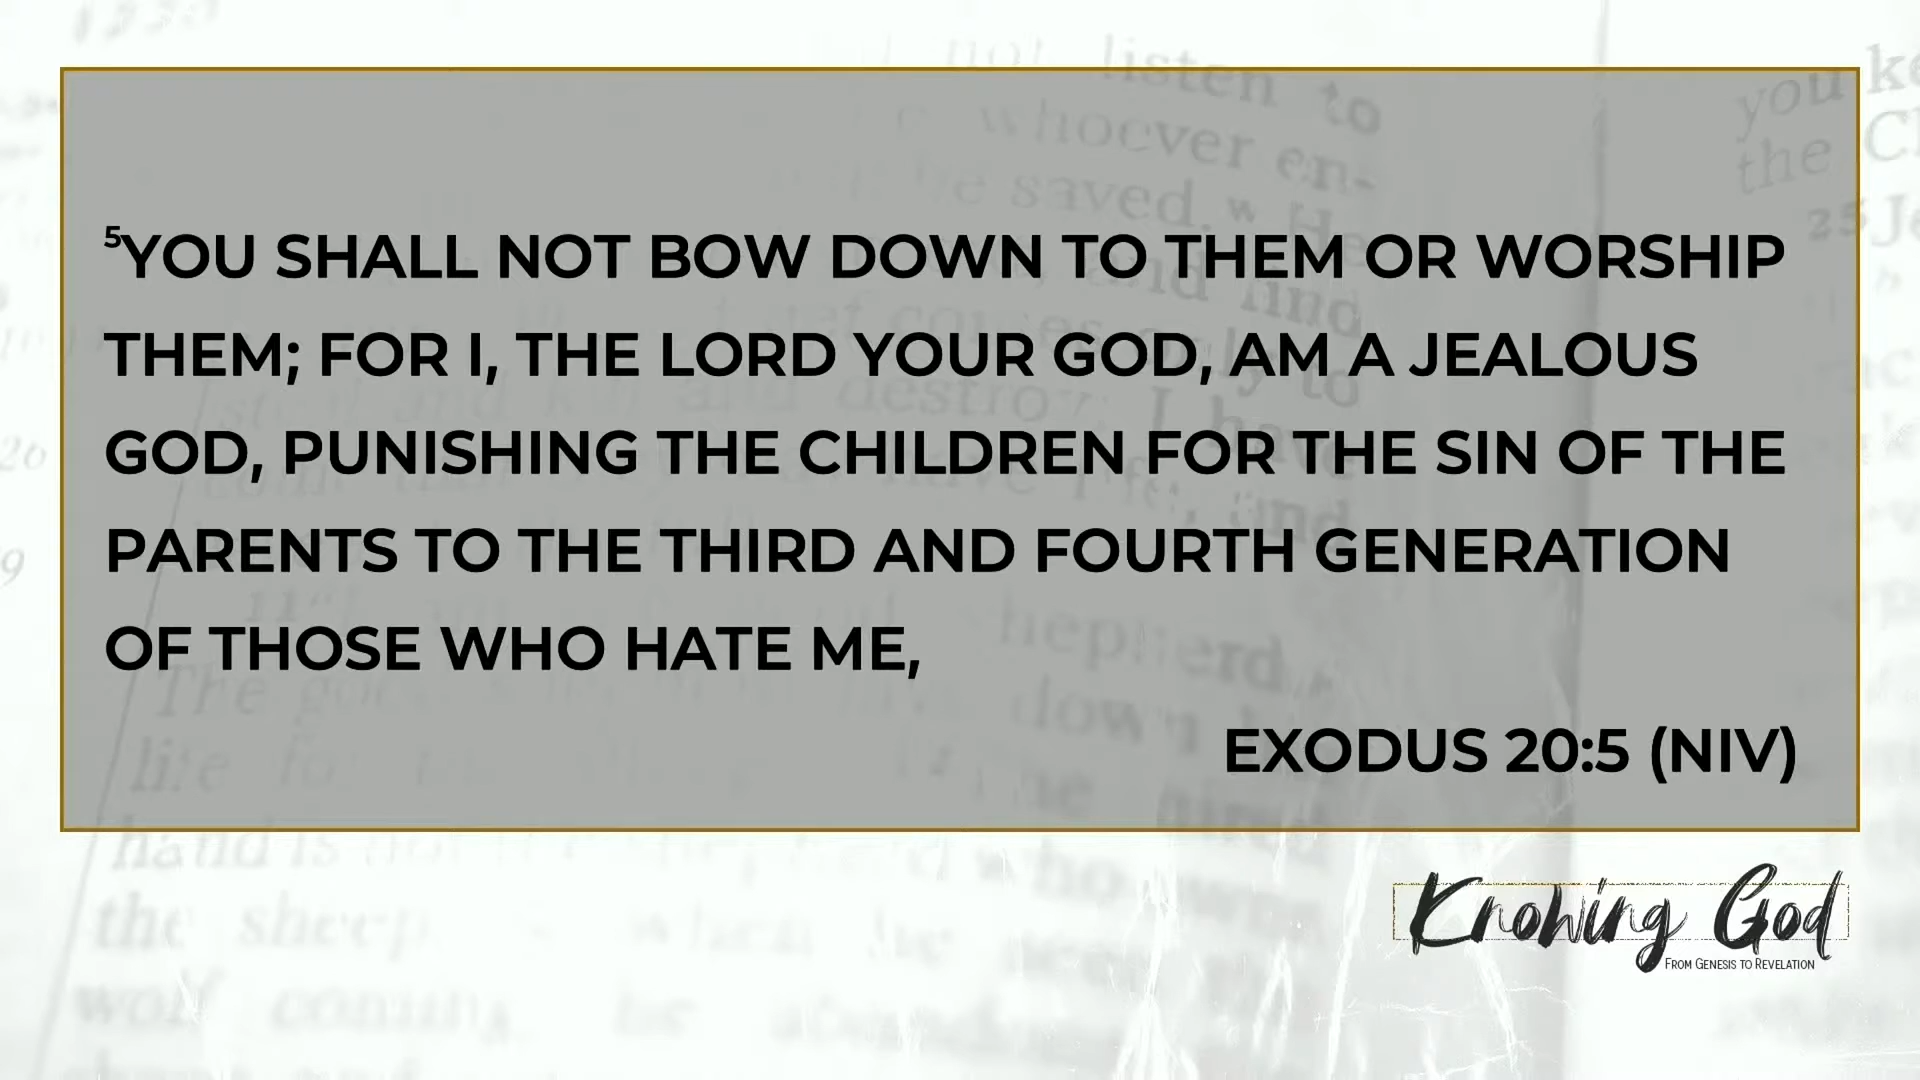 ⁵YOU SHALL NOT BOW DOWN TO THEM OR WORSHIP
THEM; FOR I, THE LORD YOUR GOD, AM A JEALOUS
GOD, PUNISHING THE CHILDREN FOR THE SIN OF THE
PARENTS TO THE THIRD AND FOURTH GENERATION
OF THOSE WHO HATE ME,
EXODUS 20:5 (NIV)
Knowing God
FROM GENESIS TO REVELATION